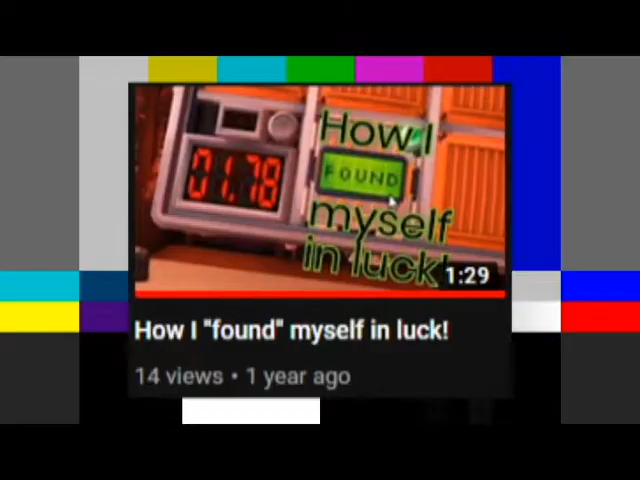 How I
01.78
FOUND
myself
in luck!
1:29
How I "found" myself in luck!
14 views • 1 year ago